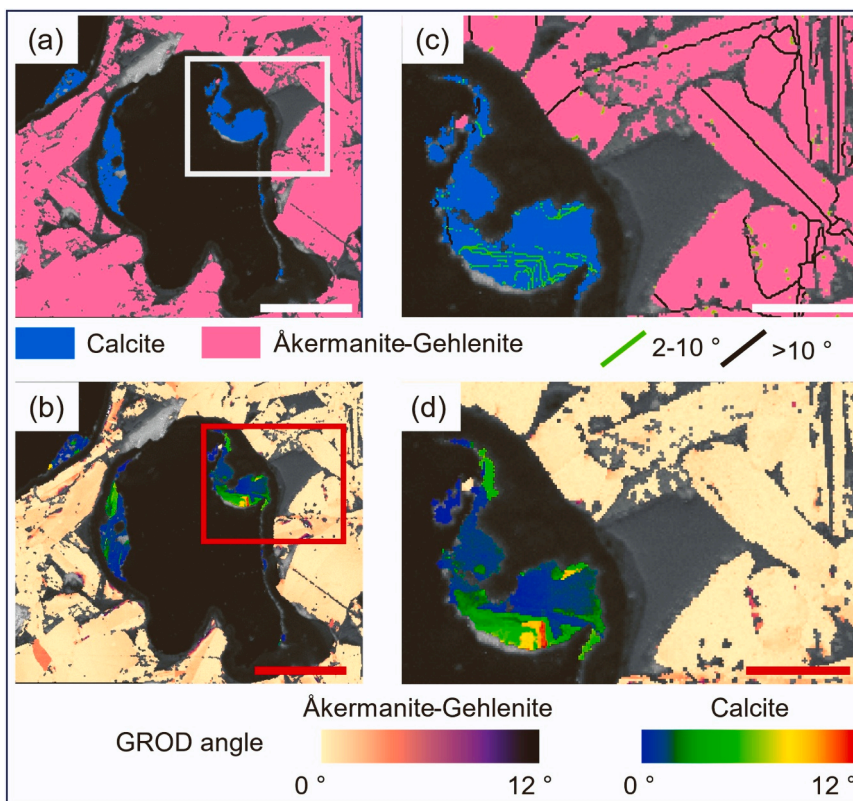 (a)
(c)
Calcite Åkermanite-Gehlenite 2-10 ° >10 °
(b)
(d)
Åkermanite-Gehlenite Calcite
GROD angle
0 ° 12 ° 0 ° 12 °